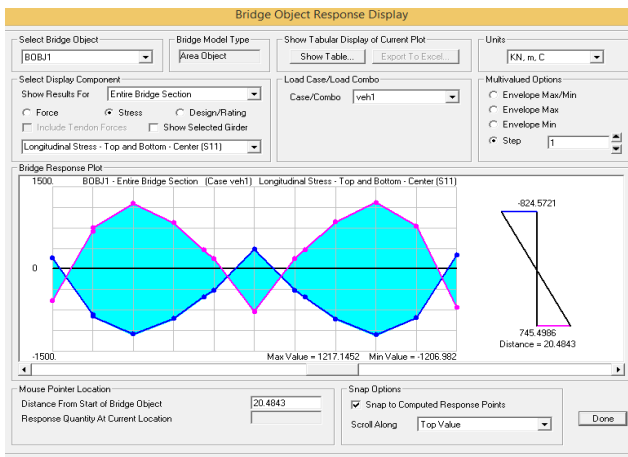 Bridge Object Response Display
Select Bridge Object
BOBJ1
Bridge Model Type
Area Object
Show Tabular Display of Current Plot
Show Table...
Export To Excel...
Units
KN, m, C
Select Display Component
Show Results For
Entire Bridge Section
Force
Stress
Design/Rating
Include Tendon Forces
Show Selected Girder
Longitudinal Stress - Top and Bottom - Center (S11)
Load Case/Load Combo
Case/Combo
veh1
Multivalued Options
Envelope Max/Min
Envelope Max
Envelope Min
Step
1
Bridge Response Plot
1500.
BOBJ1 - Entire Bridge Section (Case veh1) Longitudinal Stress - Top and Bottom - Center (S11)
0
-1500.
Max Value = 1217.1452 Min Value = -1206.982
-824.5721
745.4986
Distance = 20.4843
Mouse Pointer Location
Distance From Start of Bridge Object
20.4843
Response Quantity At Current Location
Snap Options
Snap to Computed Response Points
Scroll Along
Top Value
Done